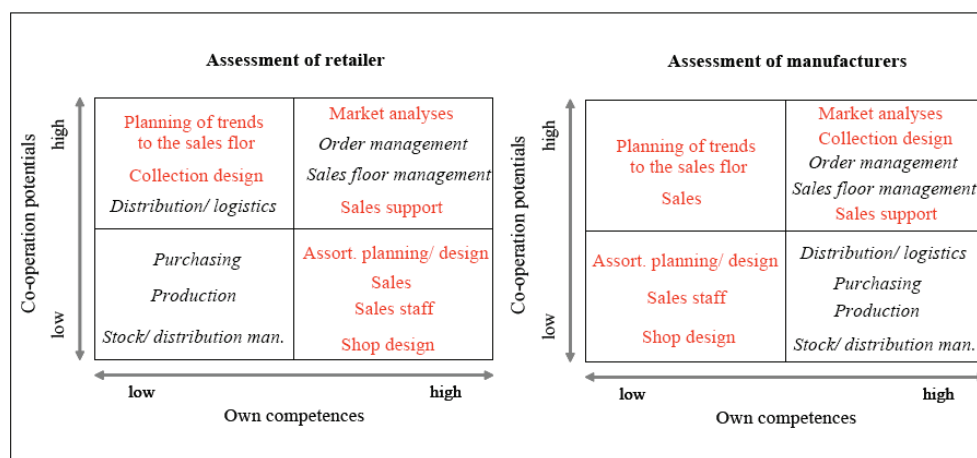 Assessment of retailer
Co-operation potentials
high
low
Planning of trends
to the sales flor
Collection design
Distribution/ logistics
Market analyses
Order management
Sales floor management
Sales support
Purchasing
Production
Stock/ distribution man.
Assort. planning/ design
Sales
Sales staff
Shop design
low
high
Own competences
Assessment of manufacturers
Co-operation potentials
high
low
Planning of trends
to the sales flor
Sales
Market analyses
Collection design
Order management
Sales floor management
Sales support
Assort. planning/ design
Sales staff
Shop design
Distribution/ logistics
Purchasing
Production
Stock/ distribution man.
low
high
Own competences